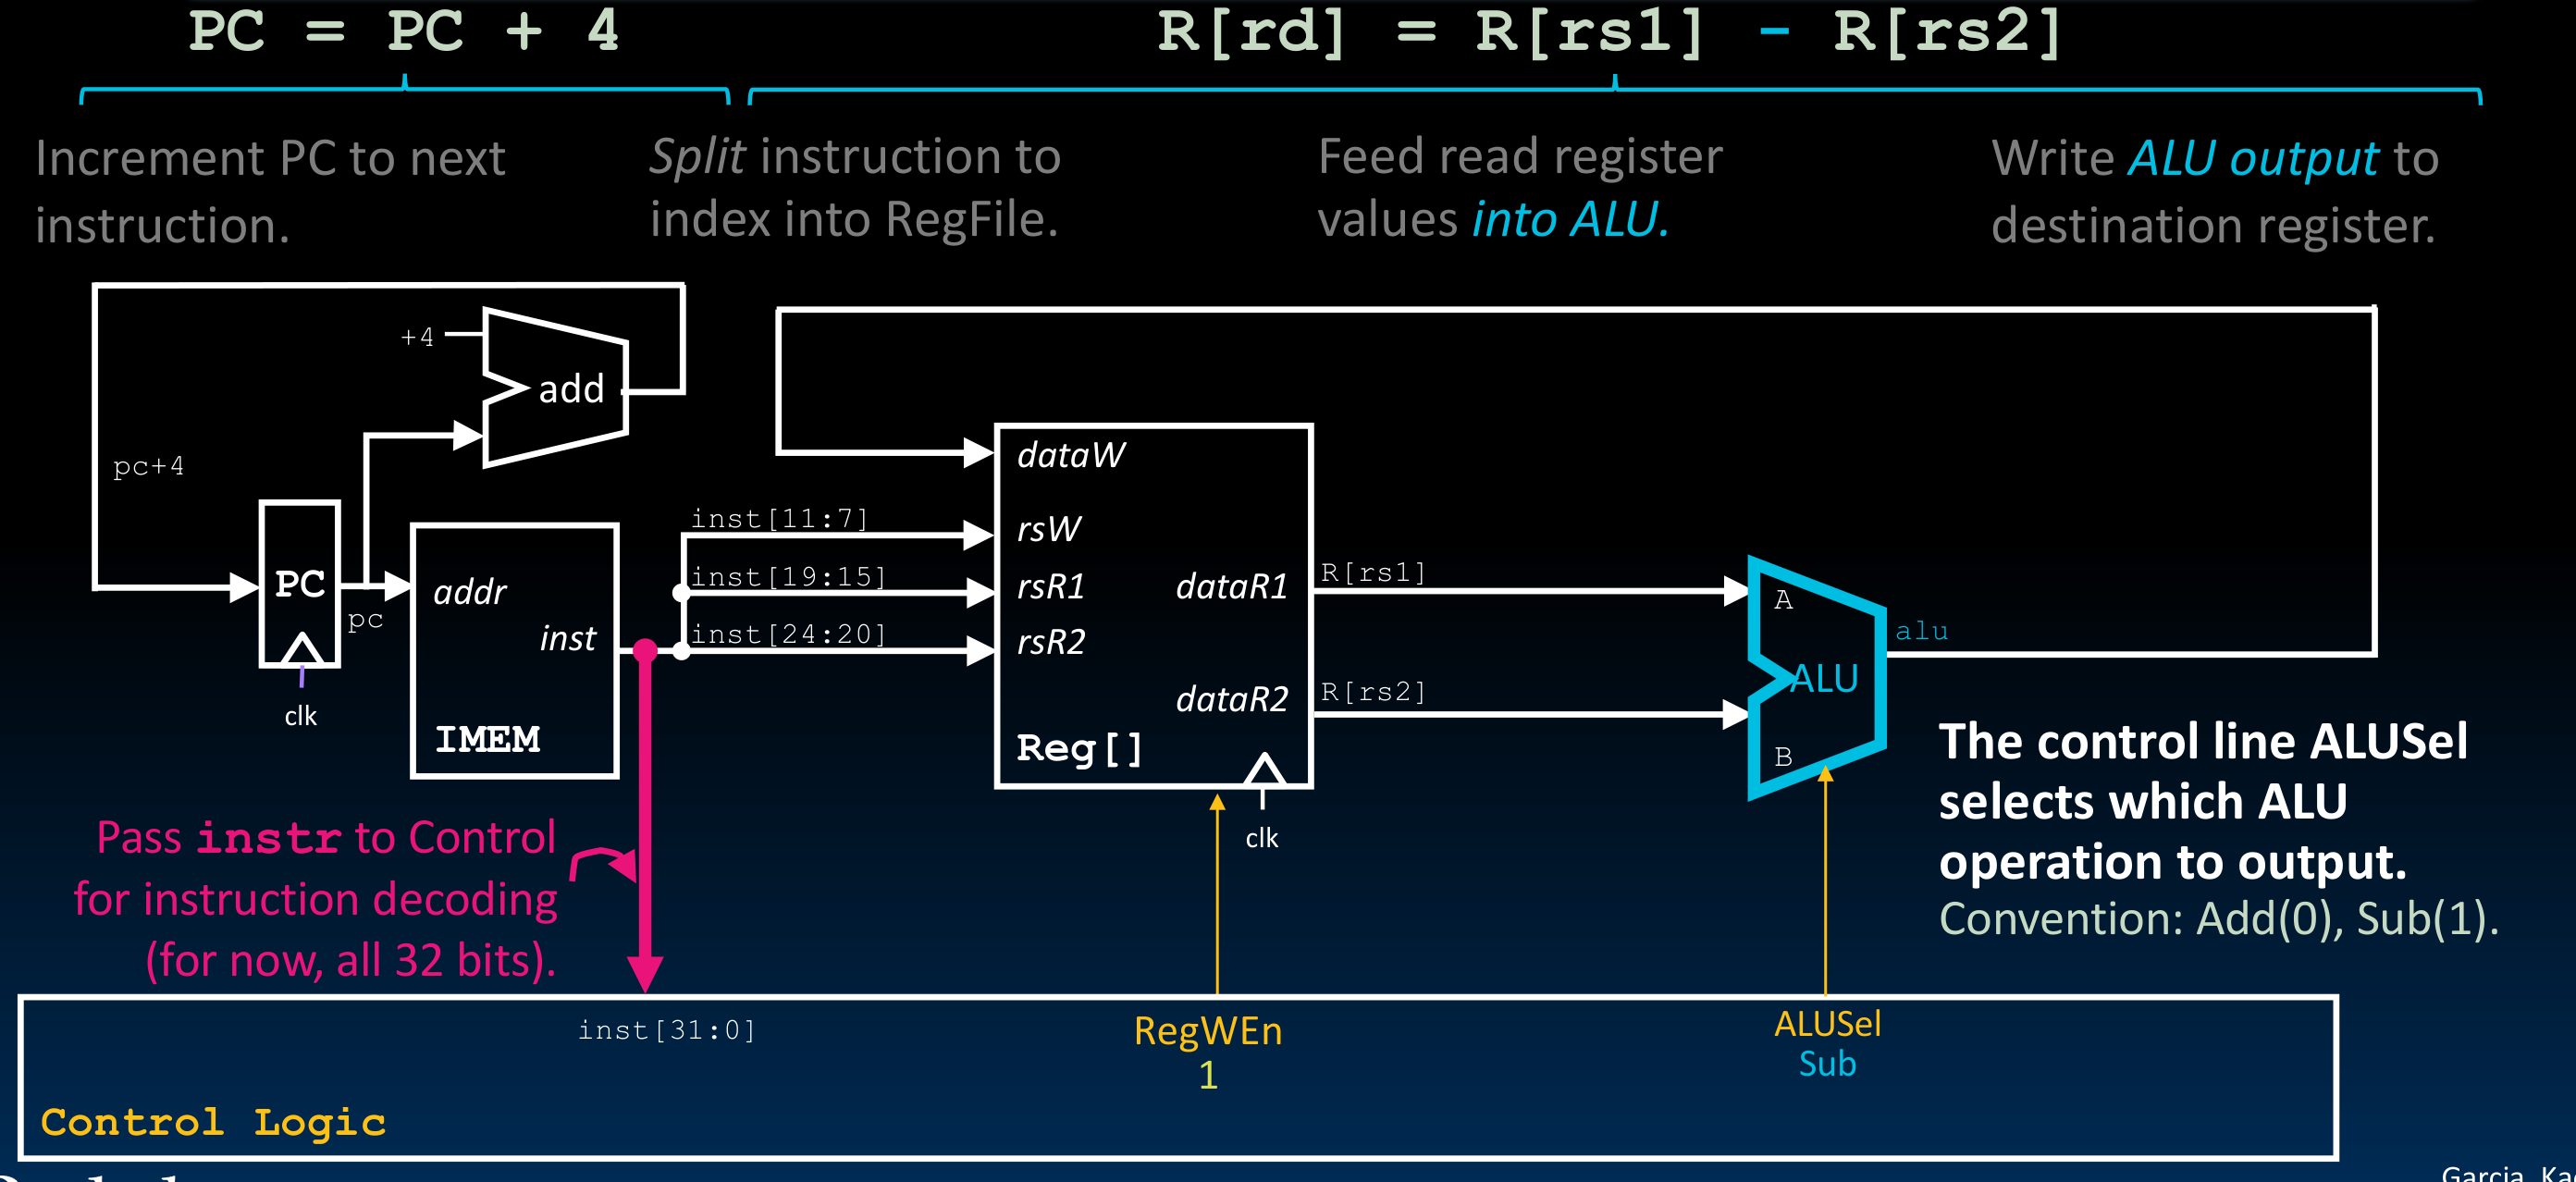 PC = PC + 4
R[rd] = R[rs1] - R[rs2]
Increment PC to next
instruction.
Split instruction to
index into RegFile.
Feed read register
values into ALU.
Write ALU output to
destination register.
+4
add
pc+4
PC
pc
clk
addr
inst
IMEM
inst[11:7]
inst[19:15]
inst[24:20]
dataW
rsW
rsR1
rsR2
dataR1
dataR2
Reg[]
clk
R[rs1]
R[rs2]
A
ALU
B
alu
The control line ALUSel
selects which ALU
operation to output.
Convention: Add(0), Sub(1).
Pass instr to Control
for instruction decoding
(for now, all 32 bits).
inst[31:0]
RegWEn
1
ALUSel
Sub
Control Logic